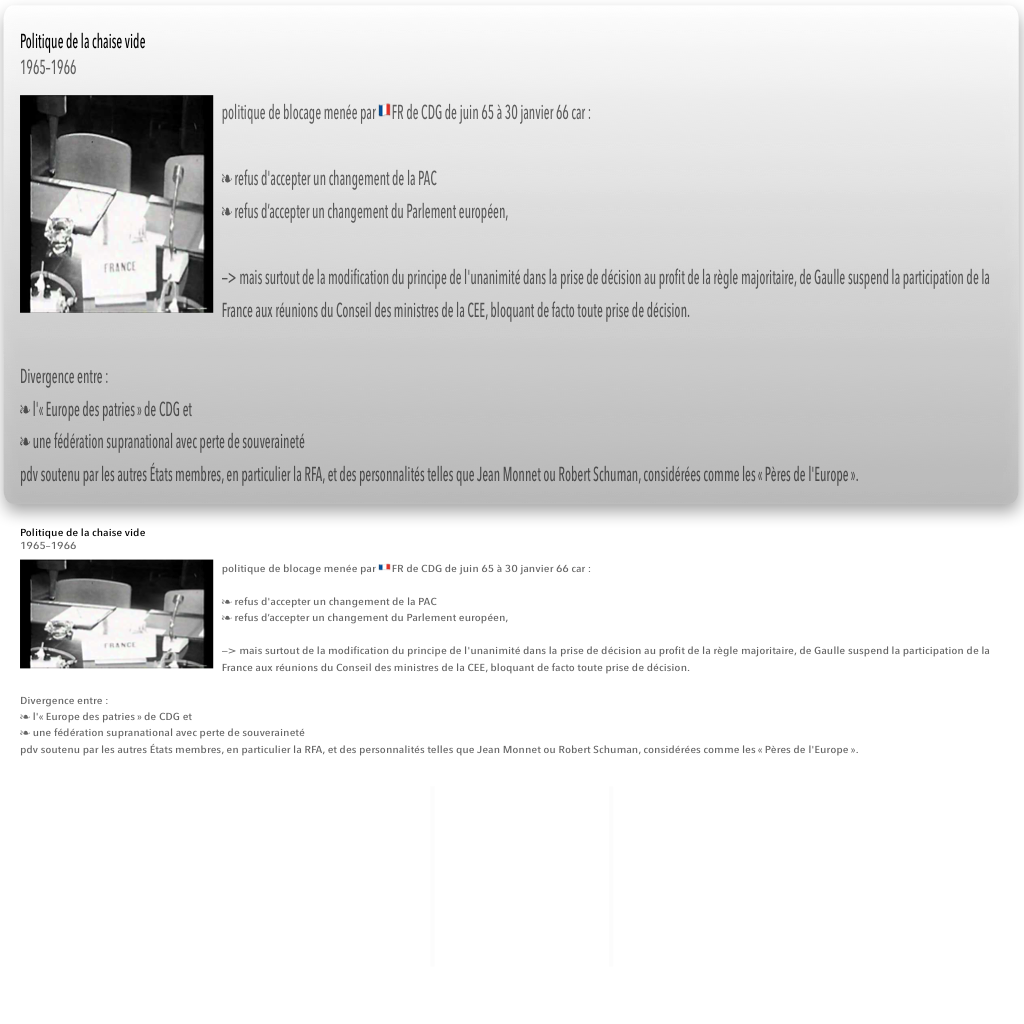 Politique de la chaise vide
1965-1966
politique de blocage menée par 🇫🇷FR de CDG de juin 65 à 30 janvier 66 car :
❧ refus d'accepter un changement de la PAC
❧ refus d’accepter un changement du Parlement européen,
FRANCE
—> mais surtout de la modification du principe de l'unanimité dans la prise de décision au profit de la règle majoritaire, de Gaulle suspend la participation de la
France aux réunions du Conseil des ministres de la CEE, bloquant de facto toute prise de décision.
Divergence entre :
❧ l'« Europe des patries » de CDG et
❧ une fédération supranational avec perte de souveraineté
pdv soutenu par les autres États membres, en particulier la RFA, et des personnalités telles que Jean Monnet ou Robert Schuman, considérées comme les « Pères de l'Europe ».
Politique de la chaise vide
1965-1966
politique de blocage menée par 🇫🇷FR de CDG de juin 65 à 30 janvier 66 car :
❧ refus d'accepter un changement de la PAC
❧ refus d’accepter un changement du Parlement européen,
FRANCE
—> mais surtout de la modification du principe de l'unanimité dans la prise de décision au profit de la règle majoritaire, de Gaulle suspend la participation de la
France aux réunions du Conseil des ministres de la CEE, bloquant de facto toute prise de décision.
Divergence entre :
❧ l'« Europe des patries » de CDG et
❧ une fédération supranational avec perte de souveraineté
pdv soutenu par les autres États membres, en particulier la RFA, et des personnalités telles que Jean Monnet ou Robert Schuman, considérées comme les « Pères de l'Europe ».